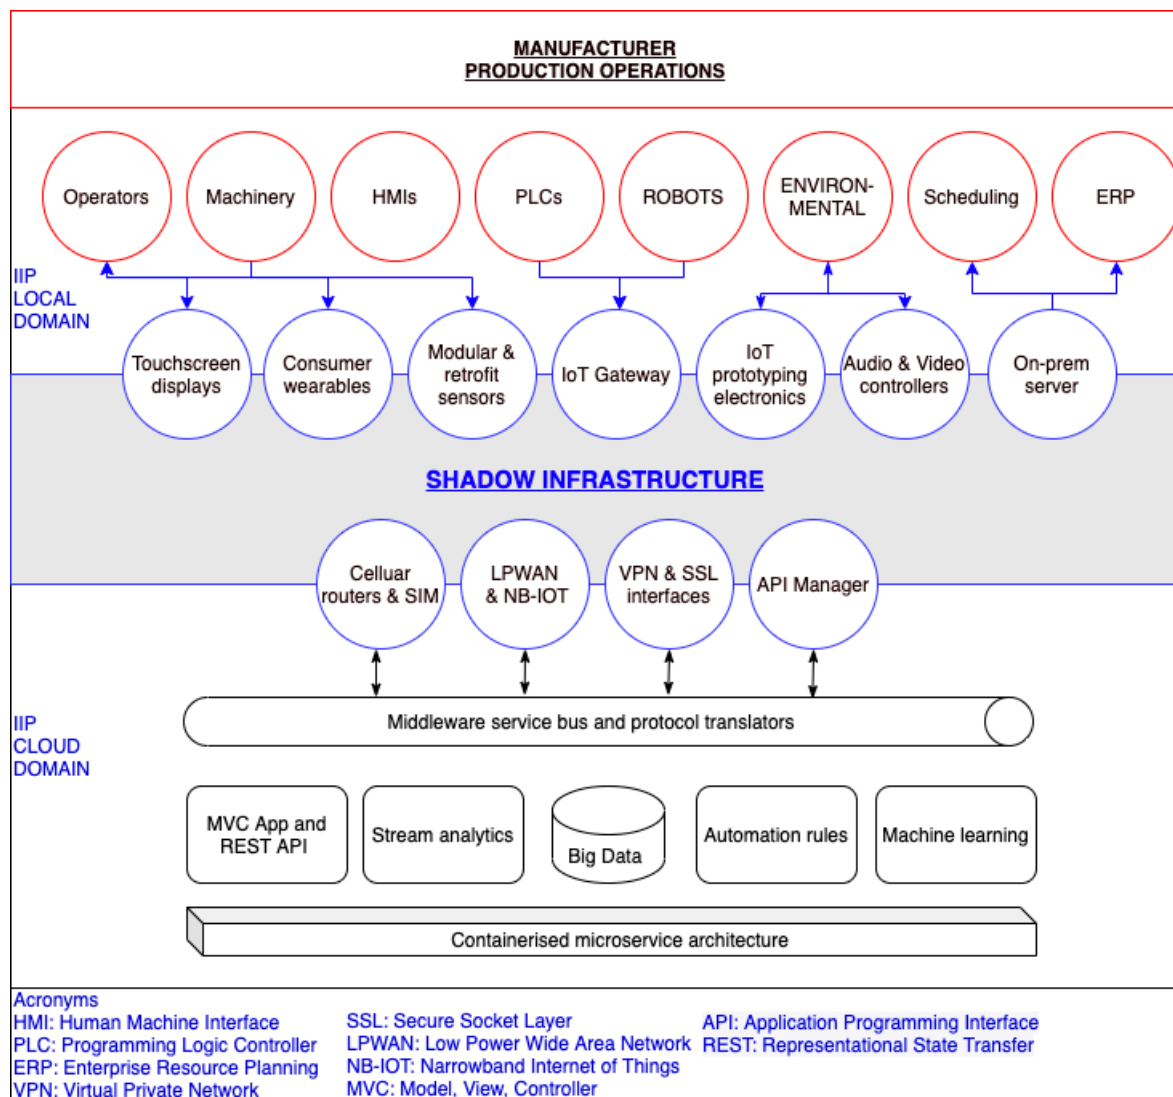 MANUFACTURER
PRODUCTION OPERATIONS
Operators
Machinery
HMIs
PLCs
ROBOTS
ENVIRON-
MENTAL
Scheduling
ERP
IIP
LOCAL
DOMAIN
Touchscreen
displays
Consumer
wearables
Modular &
retrofit
sensors
IoT Gateway
IoT
prototyping
electronics
Audio & Video
controllers
On-prem
server
SHADOW INFRASTRUCTURE
Celluar
routers & SIM
LPWAN
& NB-IOT
VPN & SSL
interfaces
API Manager
IIP
CLOUD
DOMAIN
Middleware service bus and protocol translators
MVC App and
REST API
Stream analytics
Big Data
Automation rules
Machine learning
Containerised microservice architecture
Acronyms
HMI: Human Machine Interface
PLC: Programming Logic Controller
ERP: Enterprise Resource Planning
VPN: Virtual Private Network
SSL: Secure Socket Layer
LPWAN: Low Power Wide Area Network
NB-IOT: Narrowband Internet of Things
MVC: Model, View, Controller
API: Application Programming Interface
REST: Representational State Transfer